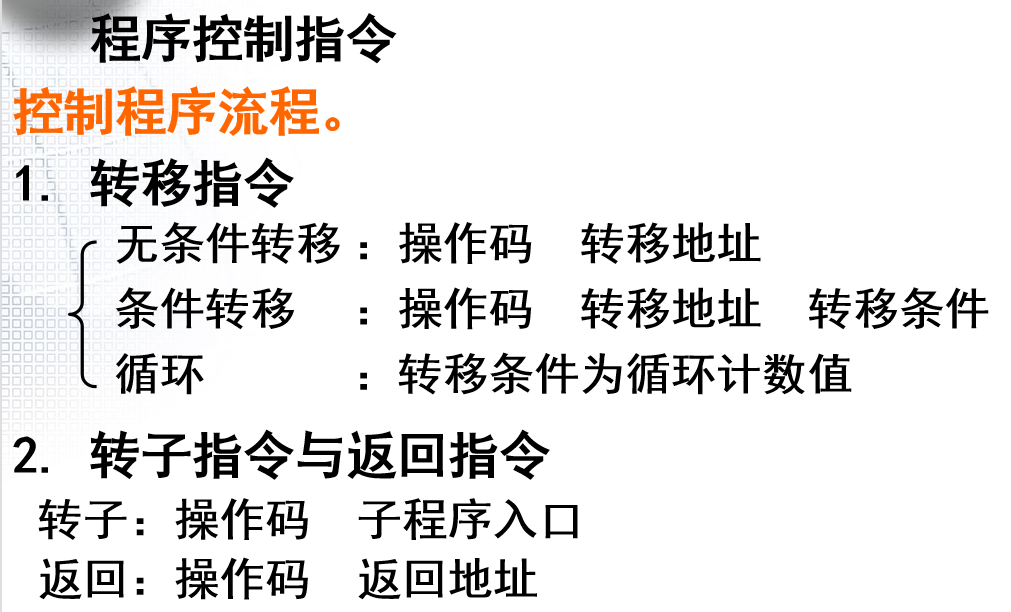 程序控制指令
控制程序流程。
1. 转移指令
无条件转移：操作码 转移地址
条件转移 ：操作码 转移地址 转移条件
循环 ：转移条件为循环计数值
2. 转子指令与返回指令
转子：操作码 子程序入口
返回：操作码 返回地址